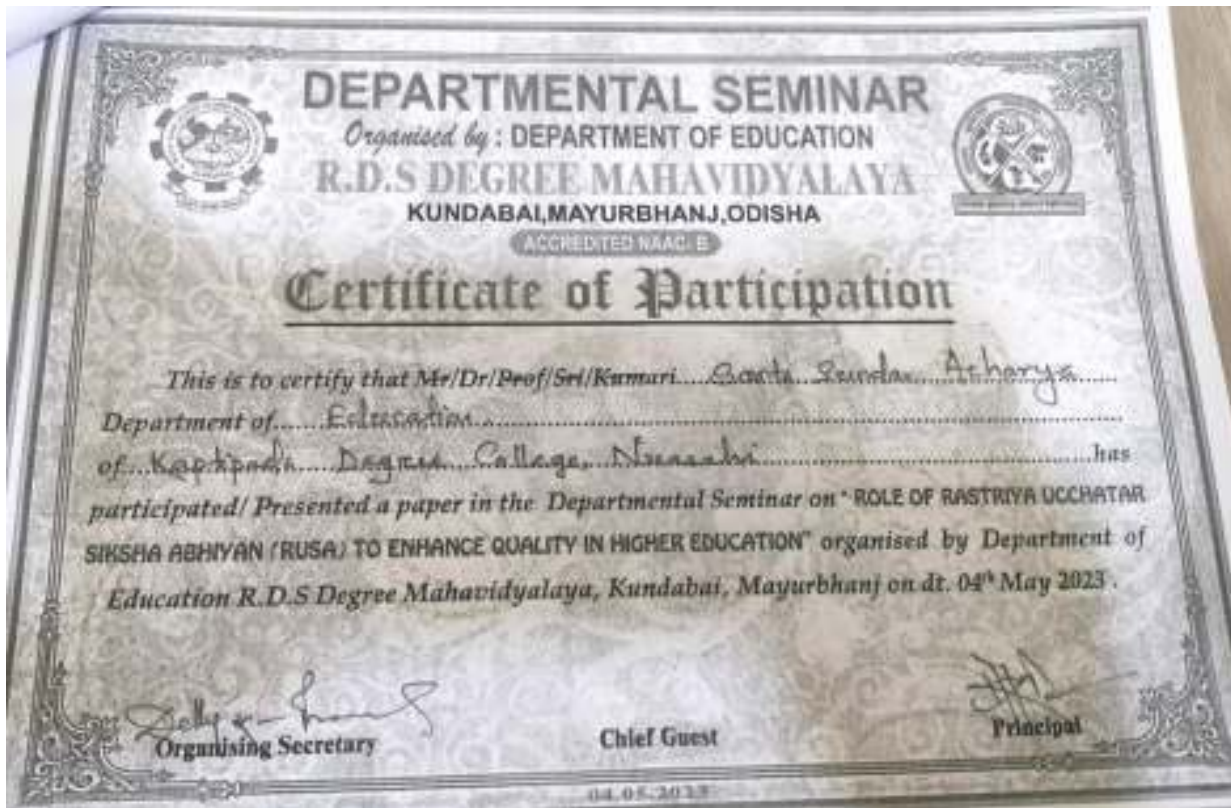 DEPARTMENTAL SEMINAR
Organised by : DEPARTMENT OF EDUCATION
R.D.S DEGREE MAHAVIDYALAYA
KUNDABAI,MAYURBHANJ,ODISHA
ACCREDITED NAAC- B
Certificate of Participation
This is to certify that Mr/Dr/Prof/Sri/Kumari.... Sundar Acharya
Department of...... Education
of... Kaptipada Degree College, has
participated/ Presented a paper in the Departmental Seminar on " ROLE OF RASTRIYA UCCHATAR
SIKSHA ABHIYAN (RUSA) TO ENHANCE QUALITY IN HIGHER EDUCATION" organised by Department of
Education R.D.S Degree Mahavidyalaya, Kundabai, Mayurbhanj on dt. 04th May 2023 .
Organising Secretary Chief Guest Principal
04.05.2023